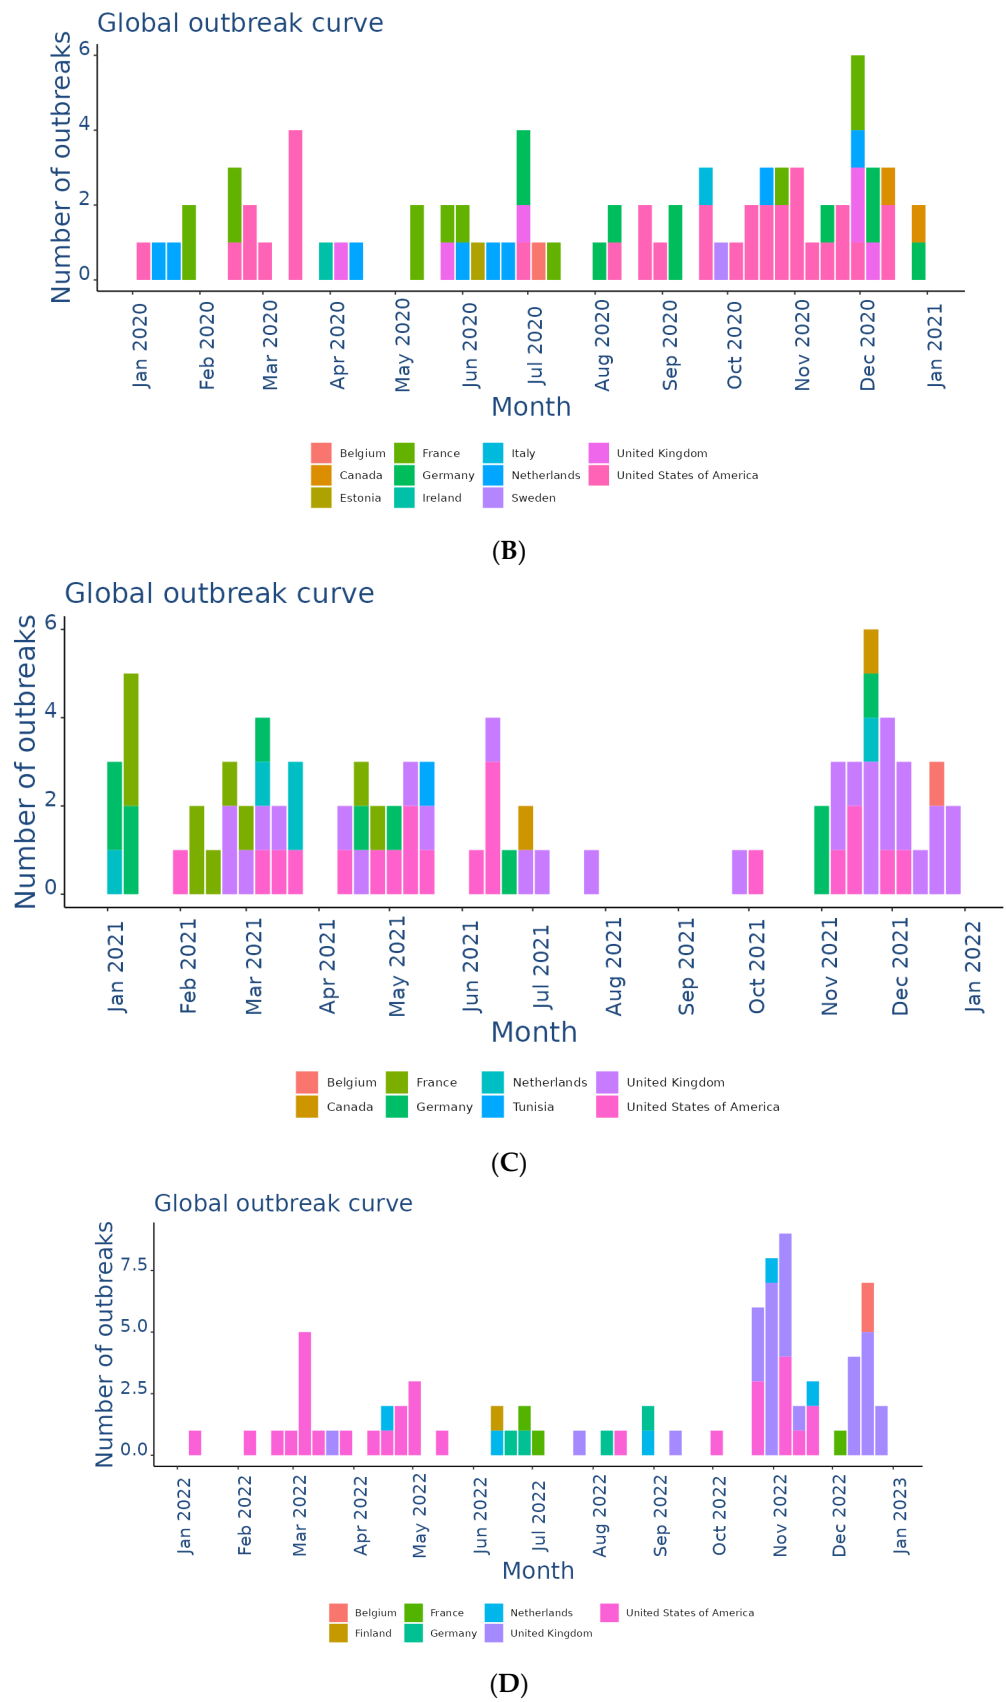 Global outbreak curve
Number of outbreaks
6
4
2
0
Jan 2020
Feb 2020
Mar 2020
Apr 2020
May 2020
Jun 2020
Jul 2020
Aug 2020
Sep 2020
Oct 2020
Nov 2020
Dec 2020
Jan 2021
Month
Belgium France Italy United Kingdom
Canada Germany Netherlands United States of America
Estonia Ireland Sweden
(B)
Global outbreak curve
Number of outbreaks
6
4
2
0
Jan 2021
Feb 2021
Mar 2021
Apr 2021
May 2021
Jun 2021
Jul 2021
Aug 2021
Sep 2021
Oct 2021
Nov 2021
Dec 2021
Jan 2022
Month
Belgium France Netherlands United Kingdom
Canada Germany Tunisia United States of America
(C)
Global outbreak curve
Number of outbreaks
7.5
5.0
2.5
0.0
Jan 2022
Feb 2022
Mar 2022
Apr 2022
May 2022
Jun 2022
Jul 2022
Aug 2022
Sep 2022
Oct 2022
Nov 2022
Dec 2022
Jan 2023
Month
Belgium France Netherlands United States of America
Finland Germany United Kingdom
(D)